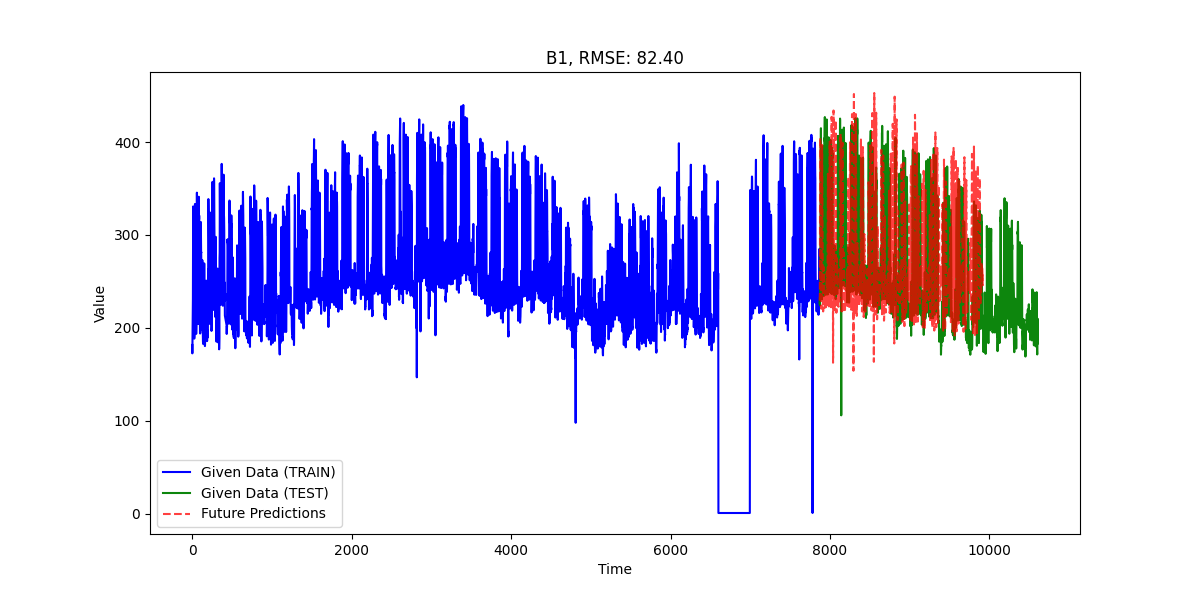 B1, RMSE: 82.40
Value
400
300
200
100
0
Given Data (TRAIN)
Given Data (TEST)
Future Predictions
0 2000 4000 6000 8000 10000
Time